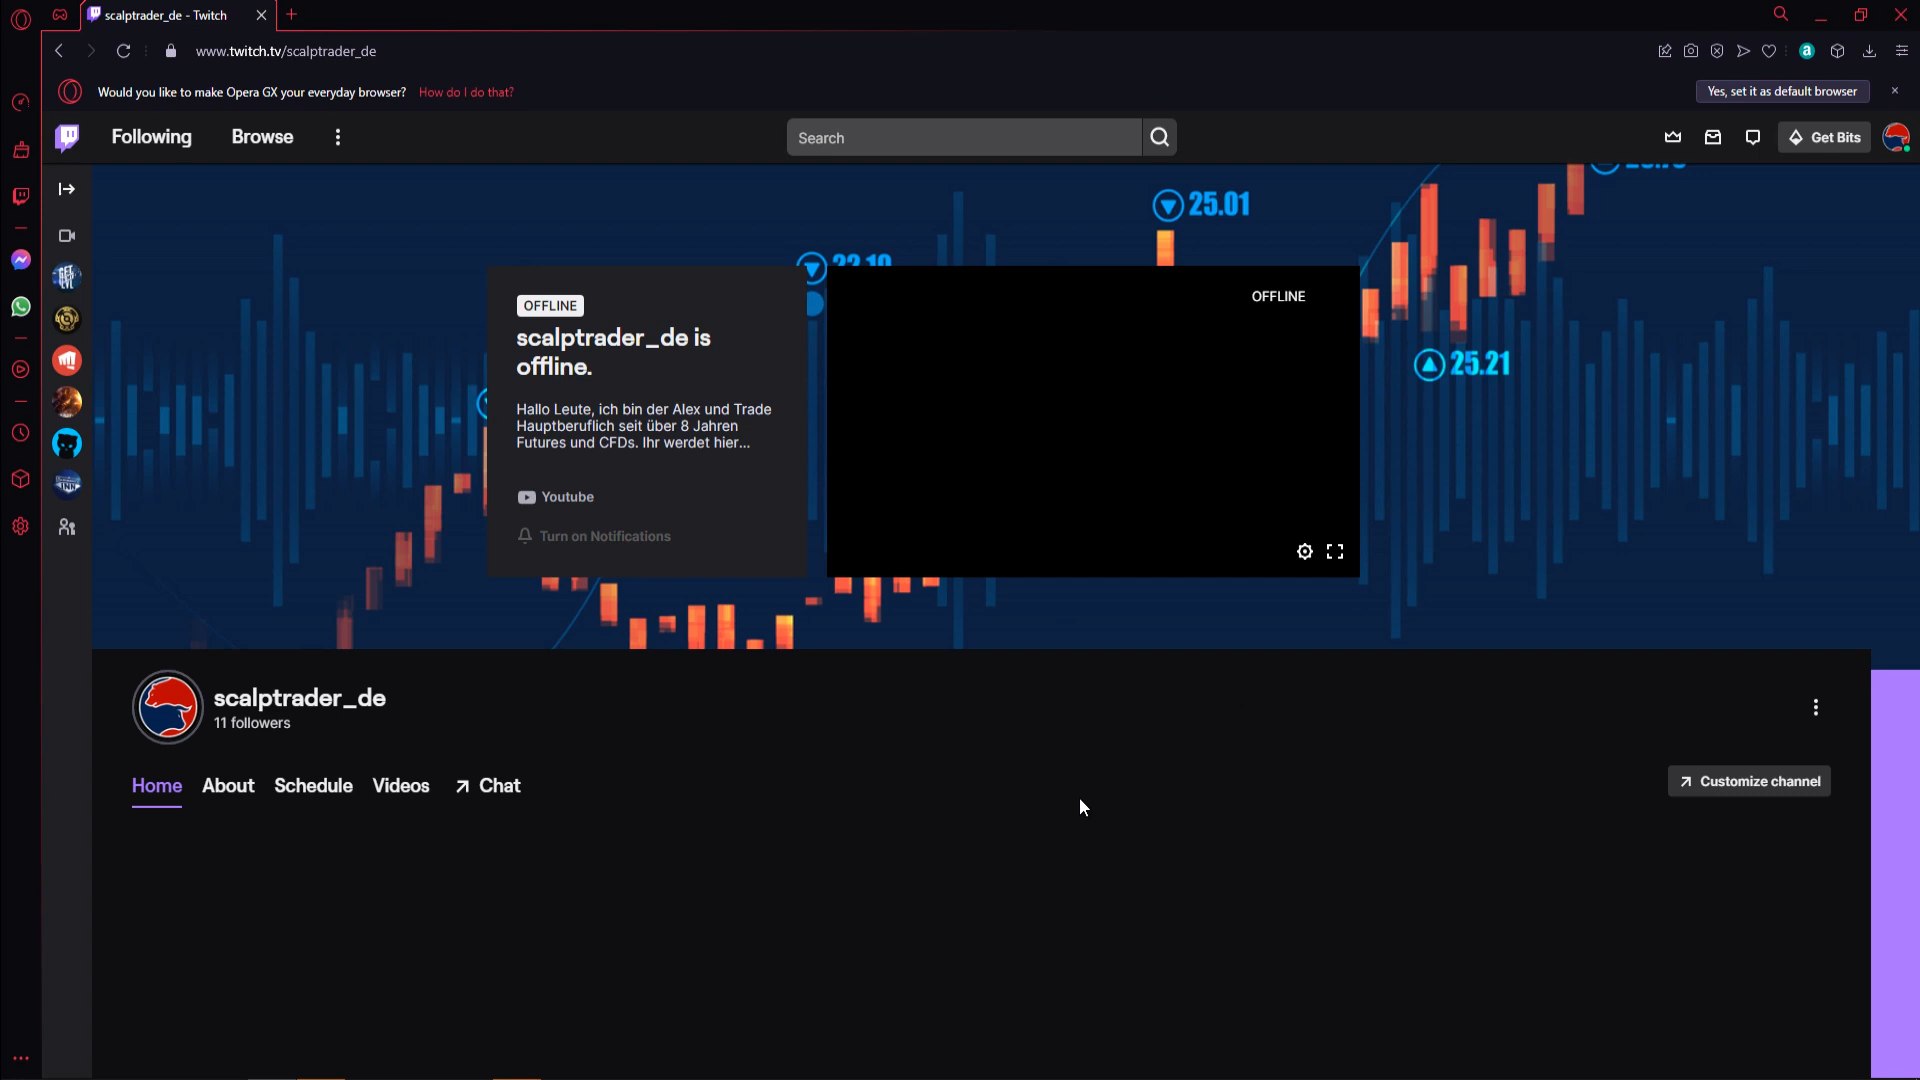 scalptrader_de - Twitch
www.twitch.tv/scalptrader_de
Would you like to make Opera GX your everyday browser? How do I do that?
Yes, set it as default browser
Following
Browse
Search
Get Bits
25.01
25.21
OFFLINE
scalptrader_de is
offline.
Hallo Leute, ich bin der Alex und Trade
Hauptberuflich seit über 8 Jahren
Futures und CFDs. Ihr werdet hier...
Youtube
Turn on Notifications
OFFLINE
scalptrader_de
11 followers
Home
About
Schedule
Videos
Chat
Customize channel